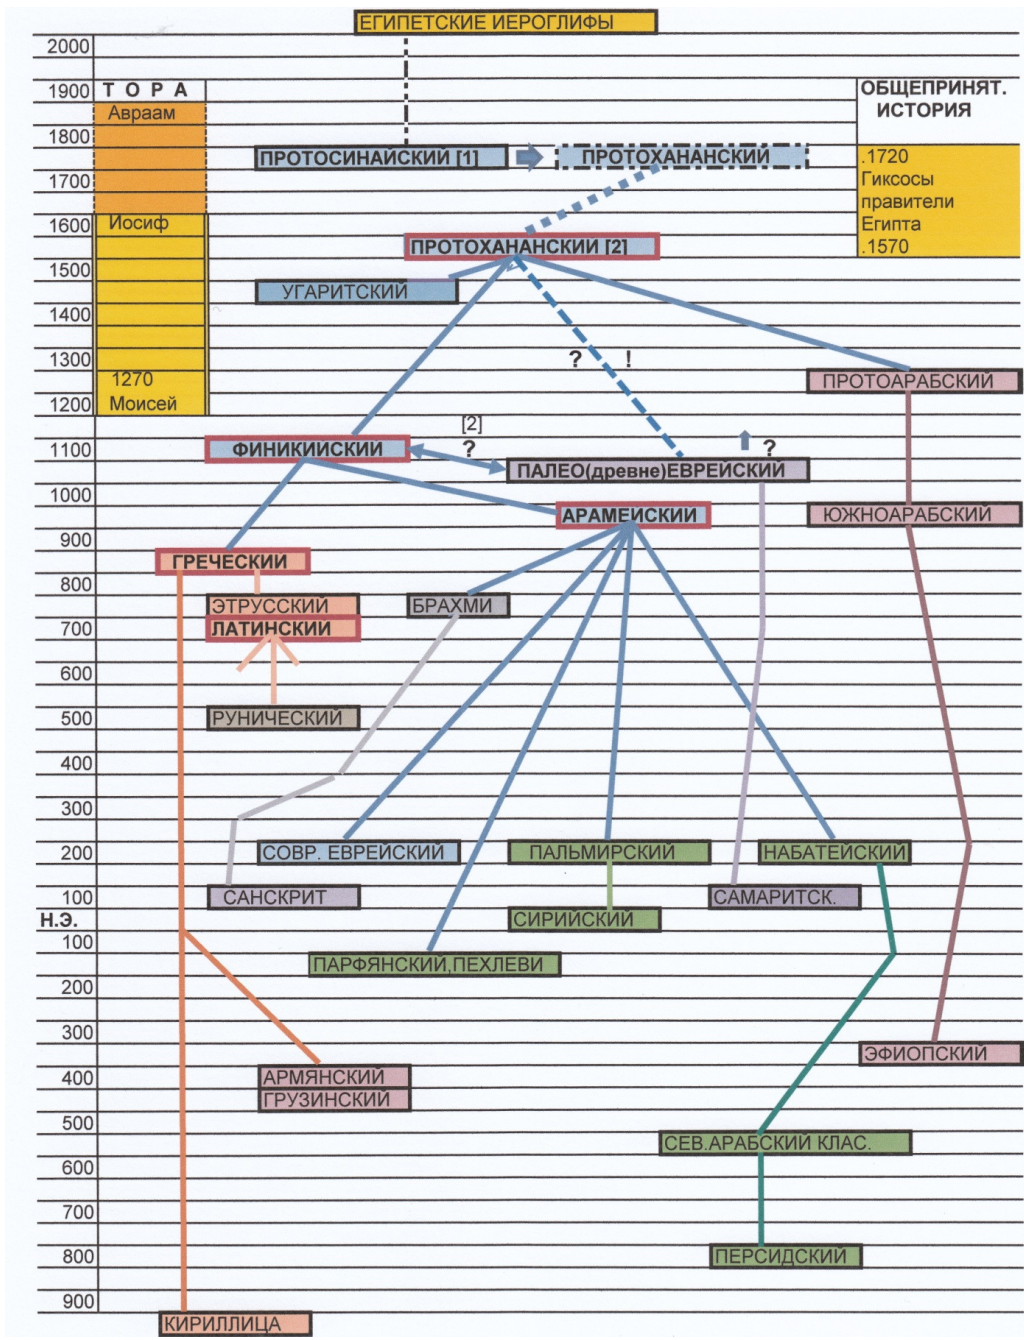 ЕГИПЕТСКИЕ ИЕРОГЛИФЫ
2000
1900
Т О Р А
ОБЩЕПРИНЯТ.
ИСТОРИЯ
Авраам
1800
ПРОТОСИНАЙСКИЙ [1]
ПРОТОХАНАНСКИЙ
.1720
1700
Гиксосы
правители
1600
Иосиф
Египта
ПРОТОХАНАНСКИЙ [2]
.1570
1500
УГАРИТСКИЙ
1400
1300
? !
1270
ПРОТОАРАБСКИЙ
1200
Моисей
[2]
1100
ФИНИКИЙСКИЙ
?
?
ПАЛЕО(древне)ЕВРЕЙСКИЙ
1000
АРАМЕЙСКИЙ
ЮЖНОАРАБСКИЙ
900
ГРЕЧЕСКИЙ
800
ЭТРУССКИЙ
БРАХМИ
700
ЛАТИНСКИЙ
600
500
РУНИЧЕСКИЙ
400
300
200
СОВР. ЕВРЕЙСКИЙ
ПАЛЬМИРСКИЙ
НАБАТЕЙСКИЙ
100
САНСКРИТ
САМАРИТСК.
Н.Э.
СИРИЙСКИЙ
100
ПАРФЯНСКИЙ,ПЕХЛЕВИ
200
300
ЭФИОПСКИЙ
400
АРМЯНСКИЙ
ГРУЗИНСКИЙ
500
СЕВ.АРАБСКИЙ КЛАС.
600
700
800
ПЕРСИДСКИЙ
900
КИРИЛЛИЦА